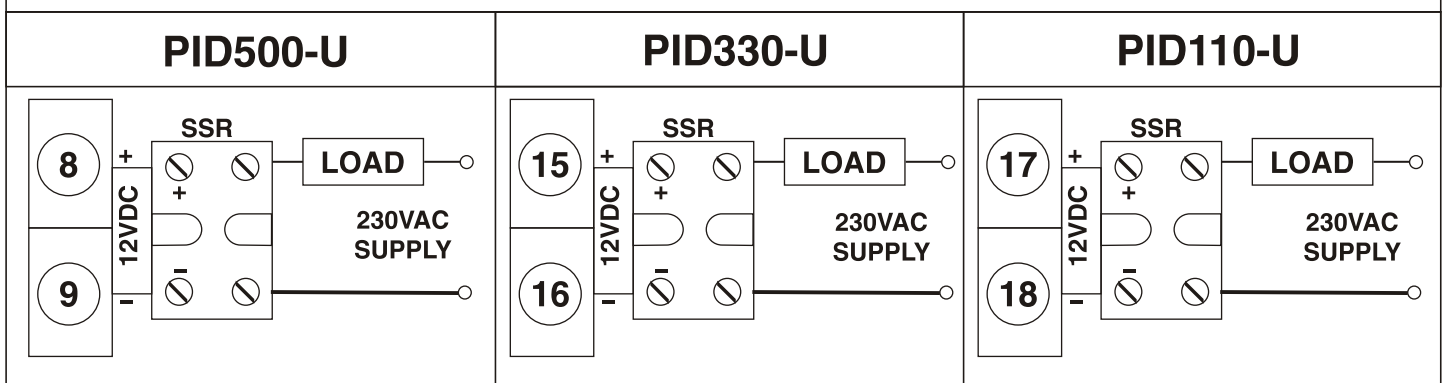 PID500-U
PID330-U
PID110-U
SSR
8
+
+
LOAD
12VDC
230VAC
SUPPLY
9
-
-
SSR
15
+
+
LOAD
12VDC
230VAC
SUPPLY
16
-
-
SSR
17
+
+
LOAD
12VDC
230VAC
SUPPLY
18
-
-